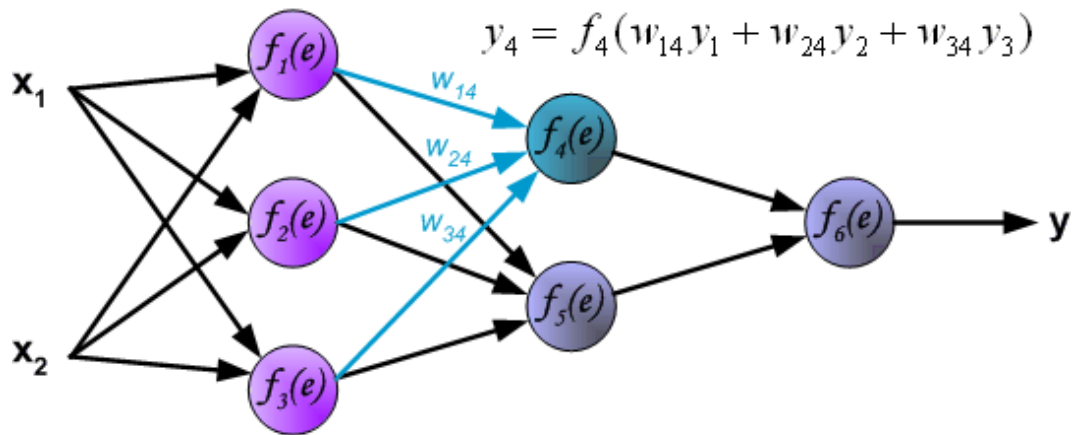 y₄ = f₄(w₁₄y₁ + w₂₄y₂ + w₃₄y₃)
f₁(e)
x₁
w₁₄
f₄(e)
w₂₄
f₂(e)
w₃₄
f₆(e)
y
f₅(e)
x₂
f₃(e)